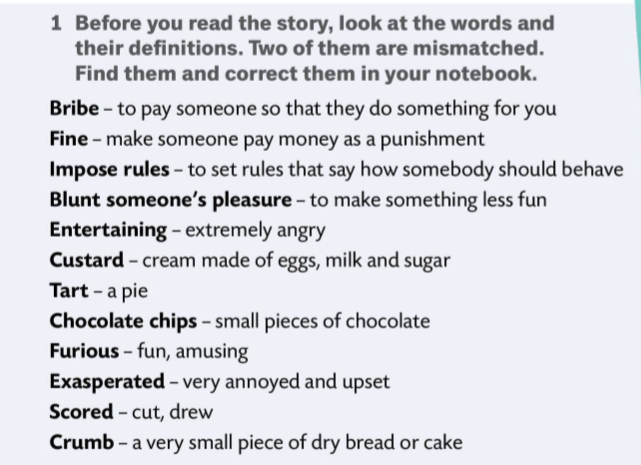 1 Before you read the story, look at the words and
their definitions. Two of them are mismatched.
Find them and correct them in your notebook.
Bribe – to pay someone so that they do something for you
Fine – make someone pay money as a punishment
Impose rules – to set rules that say how somebody should behave
Blunt someone's pleasure – to make something less fun
Entertaining – extremely angry
Custard – cream made of eggs, milk and sugar
Tart – a pie
Chocolate chips – small pieces of chocolate
Furious – fun, amusing
Exasperated – very annoyed and upset
Scored – cut, drew
Crumb – a very small piece of dry bread or cake